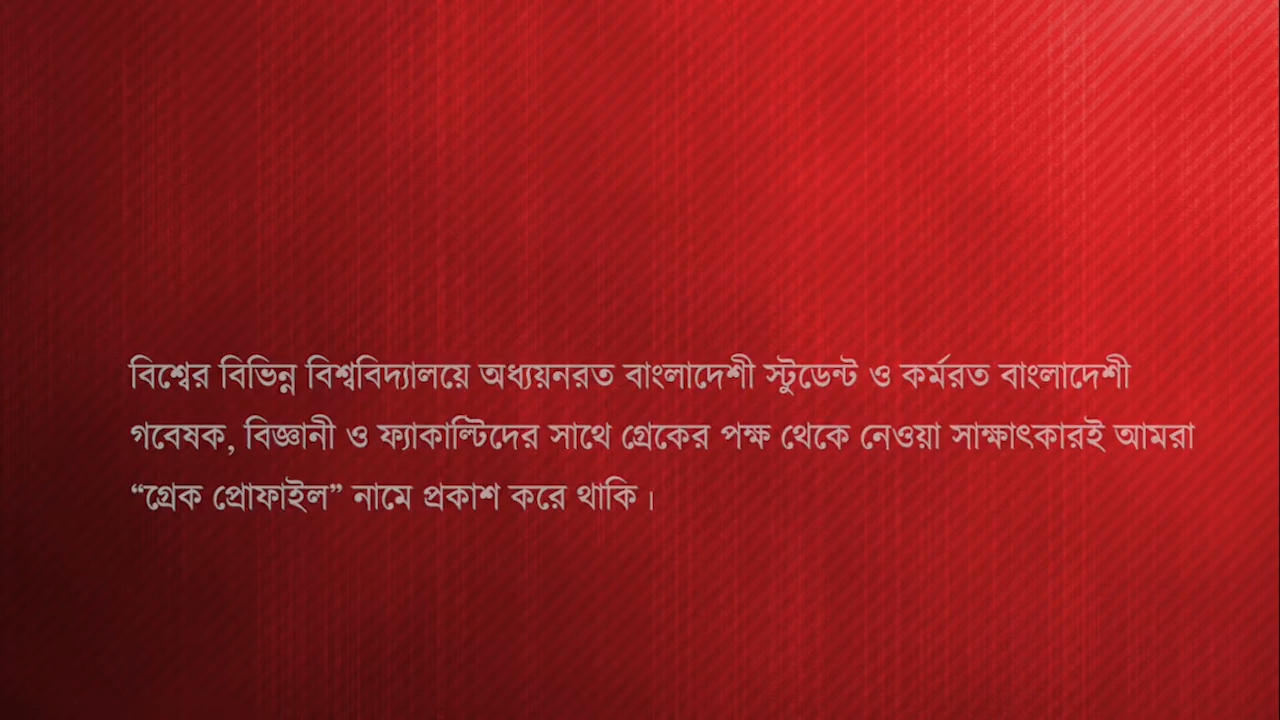 বিশ্বের বিভিন্ন বিশ্ববিদ্যালয়ে অধ্যয়নরত বাংলাদেশী স্টুডেন্ট ও কর্মরত বাংলাদেশী
গবেষক, বিজ্ঞানী ও ফ্যাকাল্টিদের সাথে গ্রেকের পক্ষ থেকে নেওয়া সাক্ষাৎকারই আমরা
“গ্রেক প্রোফাইল” নামে প্রকাশ করে থাকি।